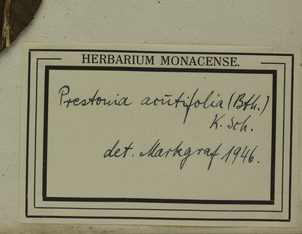 HERBARIUM MONACENSE.
Prestonia acutifolia (Bth.)
K. Sch.
det. Markgraf 1946.